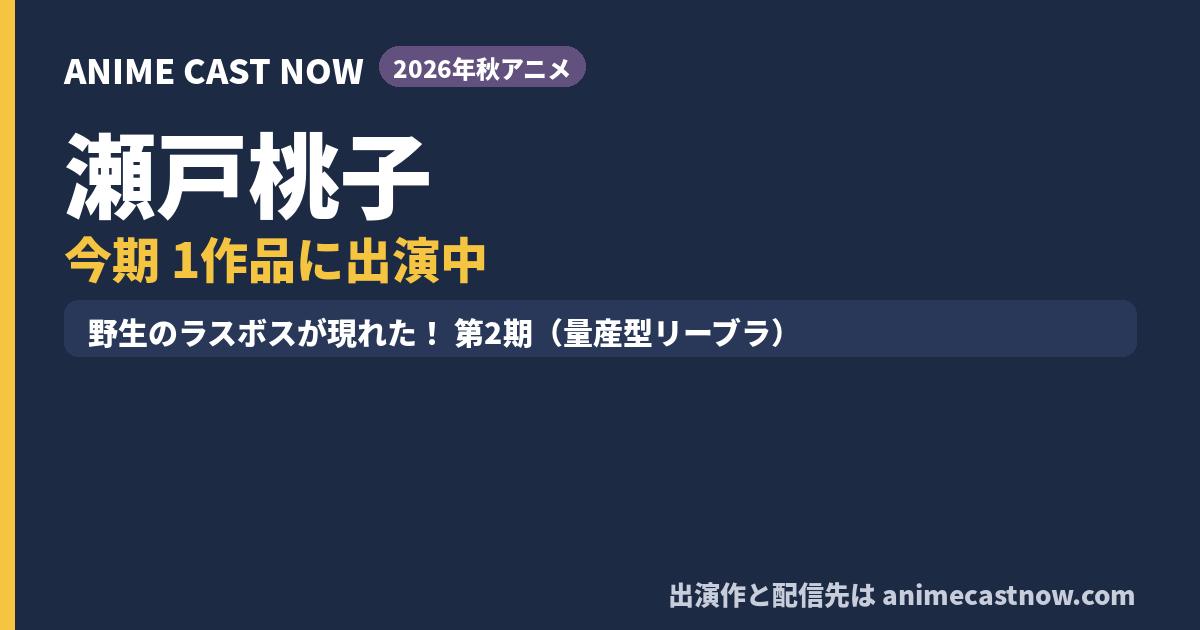 ANIME CAST NOW 2026年秋アニメ
瀬戸桃子
今期 1作品に出演中
野生のラスボスが現れた！ 第2期（量産型リーブラ）
出演作と配信先は animecastnow.com